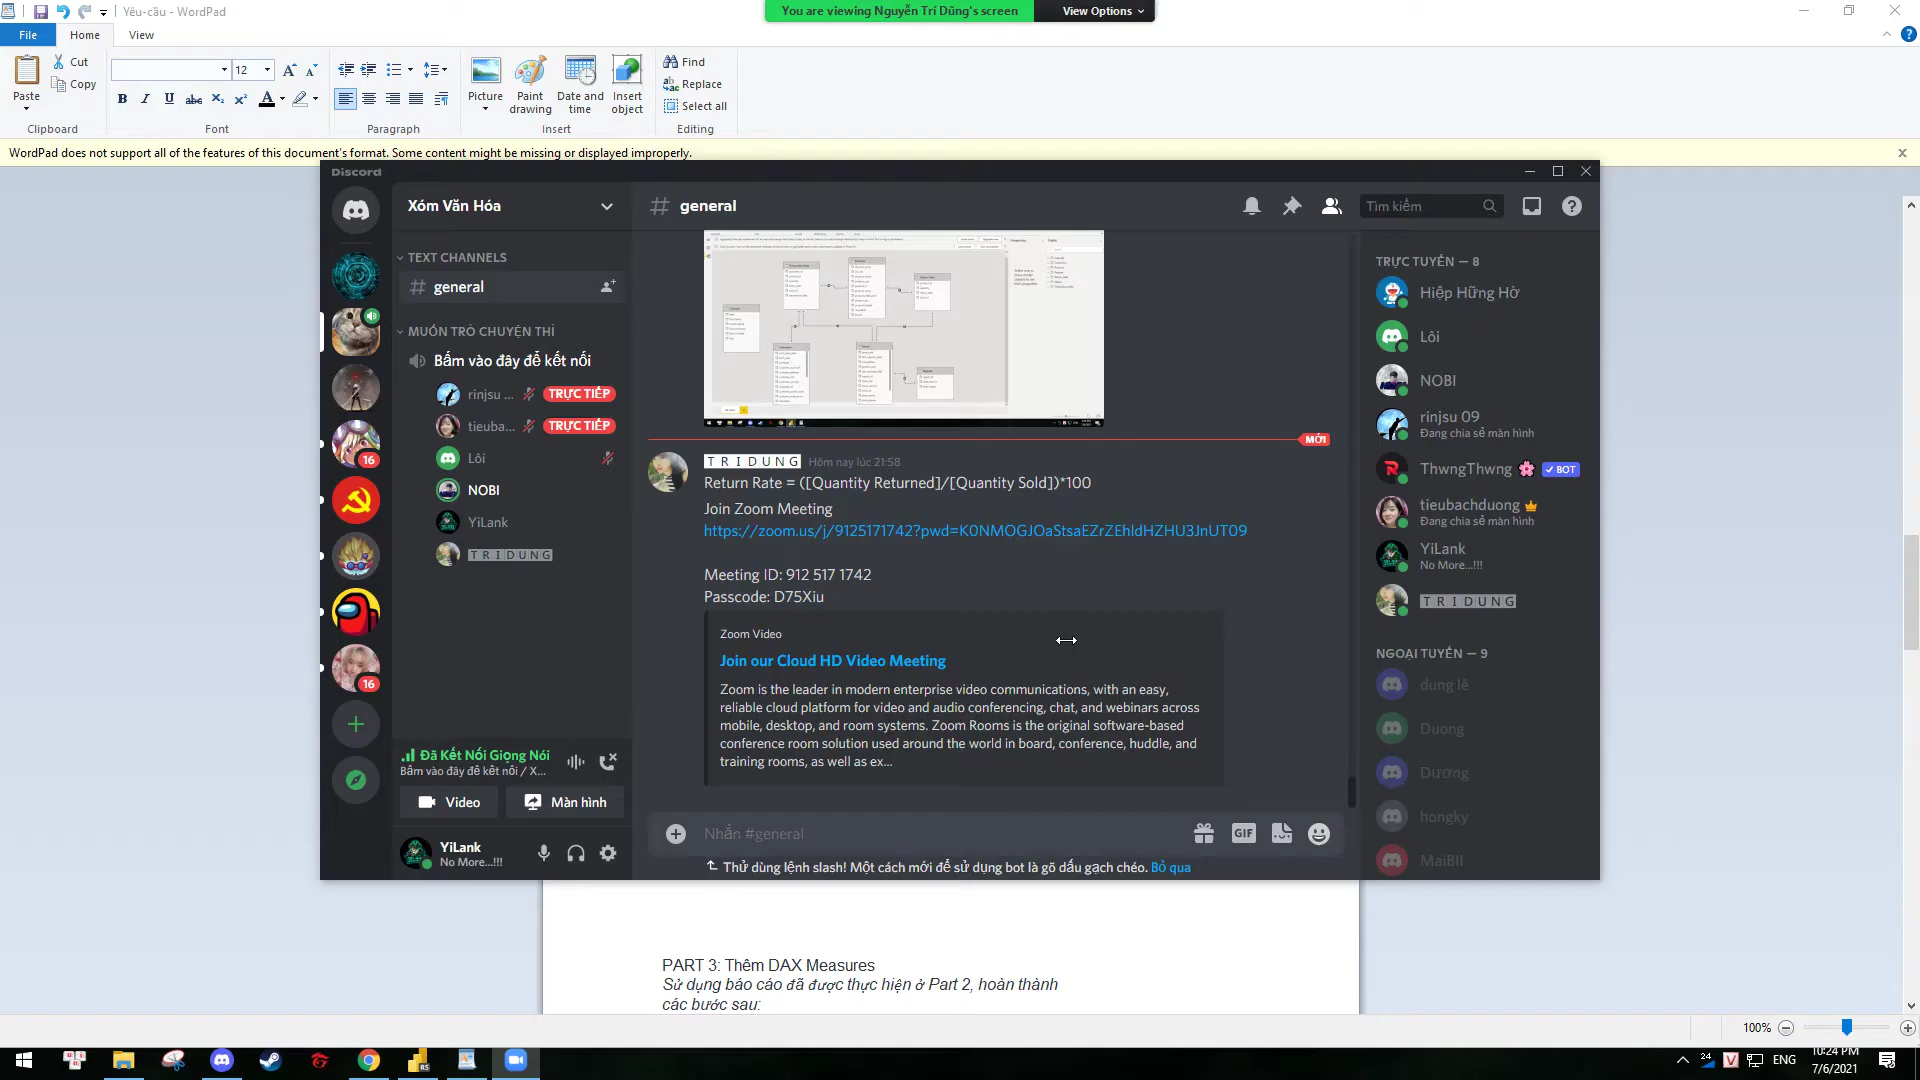 Yêu-cầu - WordPad
You are viewing Nguyễn Trí Dũng's screen
View Options
File
Home
View
Paste
Cut
Copy
12
Picture
Paint drawing
Date and time
Insert object
Find
Replace
Select all
Clipboard
Font
Paragraph
Insert
Editing
WordPad does not support all of the features of this document's format. Some content might be missing or displayed improperly.
Discord
Xóm Văn Hóa
general
Tìm kiếm
TEXT CHANNELS
general
MUỐN TRÒ CHUYỆN THÌ
Bấm vào đây để kết nối
rinjsu ...
TRỰC TIẾP
tieuba...
TRỰC TIẾP
Lôi
NOBI
YiLank
TRIDUNG
16
16
Đã Kết Nối Giọng Nói
Bấm vào đây để kết nối / X...
Video
Màn hình
YiLank
No More...!!!
MỚI
TRIDUNG Hôm nay lúc 21:58
Return Rate = ([Quantity Returned]/[Quantity Sold])*100
Join Zoom Meeting
https://zoom.us/j/9125171742?pwd=K0NMOGJOaStsaEZrZEhldHZHU3JnUT09
Meeting ID: 912 517 1742
Passcode: D75Xiu
Zoom Video
Join our Cloud HD Video Meeting
Zoom is the leader in modern enterprise video communications, with an easy,
reliable cloud platform for video and audio conferencing, chat, and webinars across
mobile, desktop, and room systems. Zoom Rooms is the original software-based
conference room solution used around the world in board, conference, huddle, and
training rooms, as well as ex...
Nhắn #general
GIF
Thử dùng lệnh slash! Một cách mới để sử dụng bot là gõ dấu gạch chéo. Bỏ qua
TRỰC TUYẾN — 8
Hiệp Hững Hờ
Lôi
NOBI
rinjsu 09
Đang chia sẻ màn hình
ThwngThwng
BOT
tieubachduong
Đang chia sẻ màn hình
YiLank
No More...!!!
TRIDUNG
NGOẠI TUYẾN — 9
dung lê
Duong
Dương
hongky
MaiBll
PART 3: Thêm DAX Measures
Sử dụng báo cáo đã được thực hiện ở Part 2, hoàn thành
các bước sau:
100%
24
ENG
10:24 PM
7/6/2021